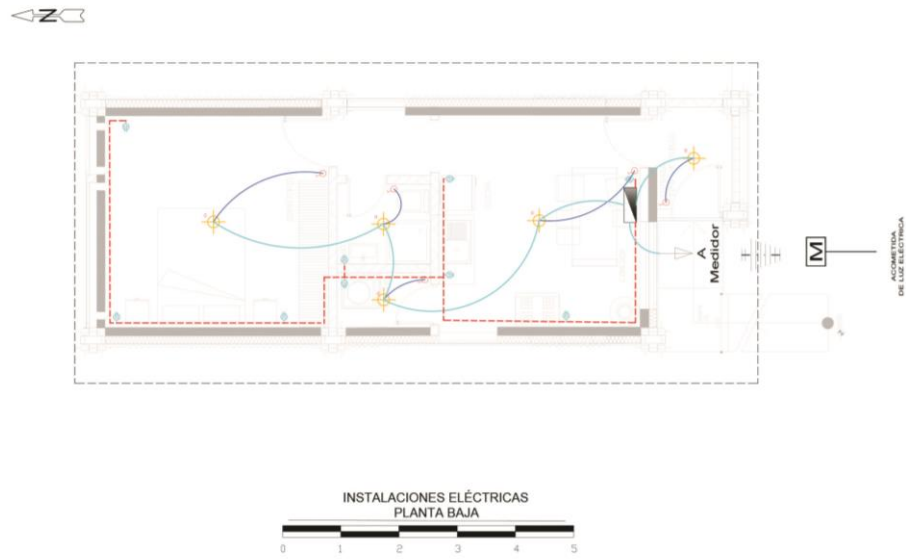 N
A
Medidor
M
ACOMETIDA
DE LUZ ELÉCTRICA
INSTALACIONES ELÉCTRICAS
PLANTA BAJA
0 1 2 3 4 5